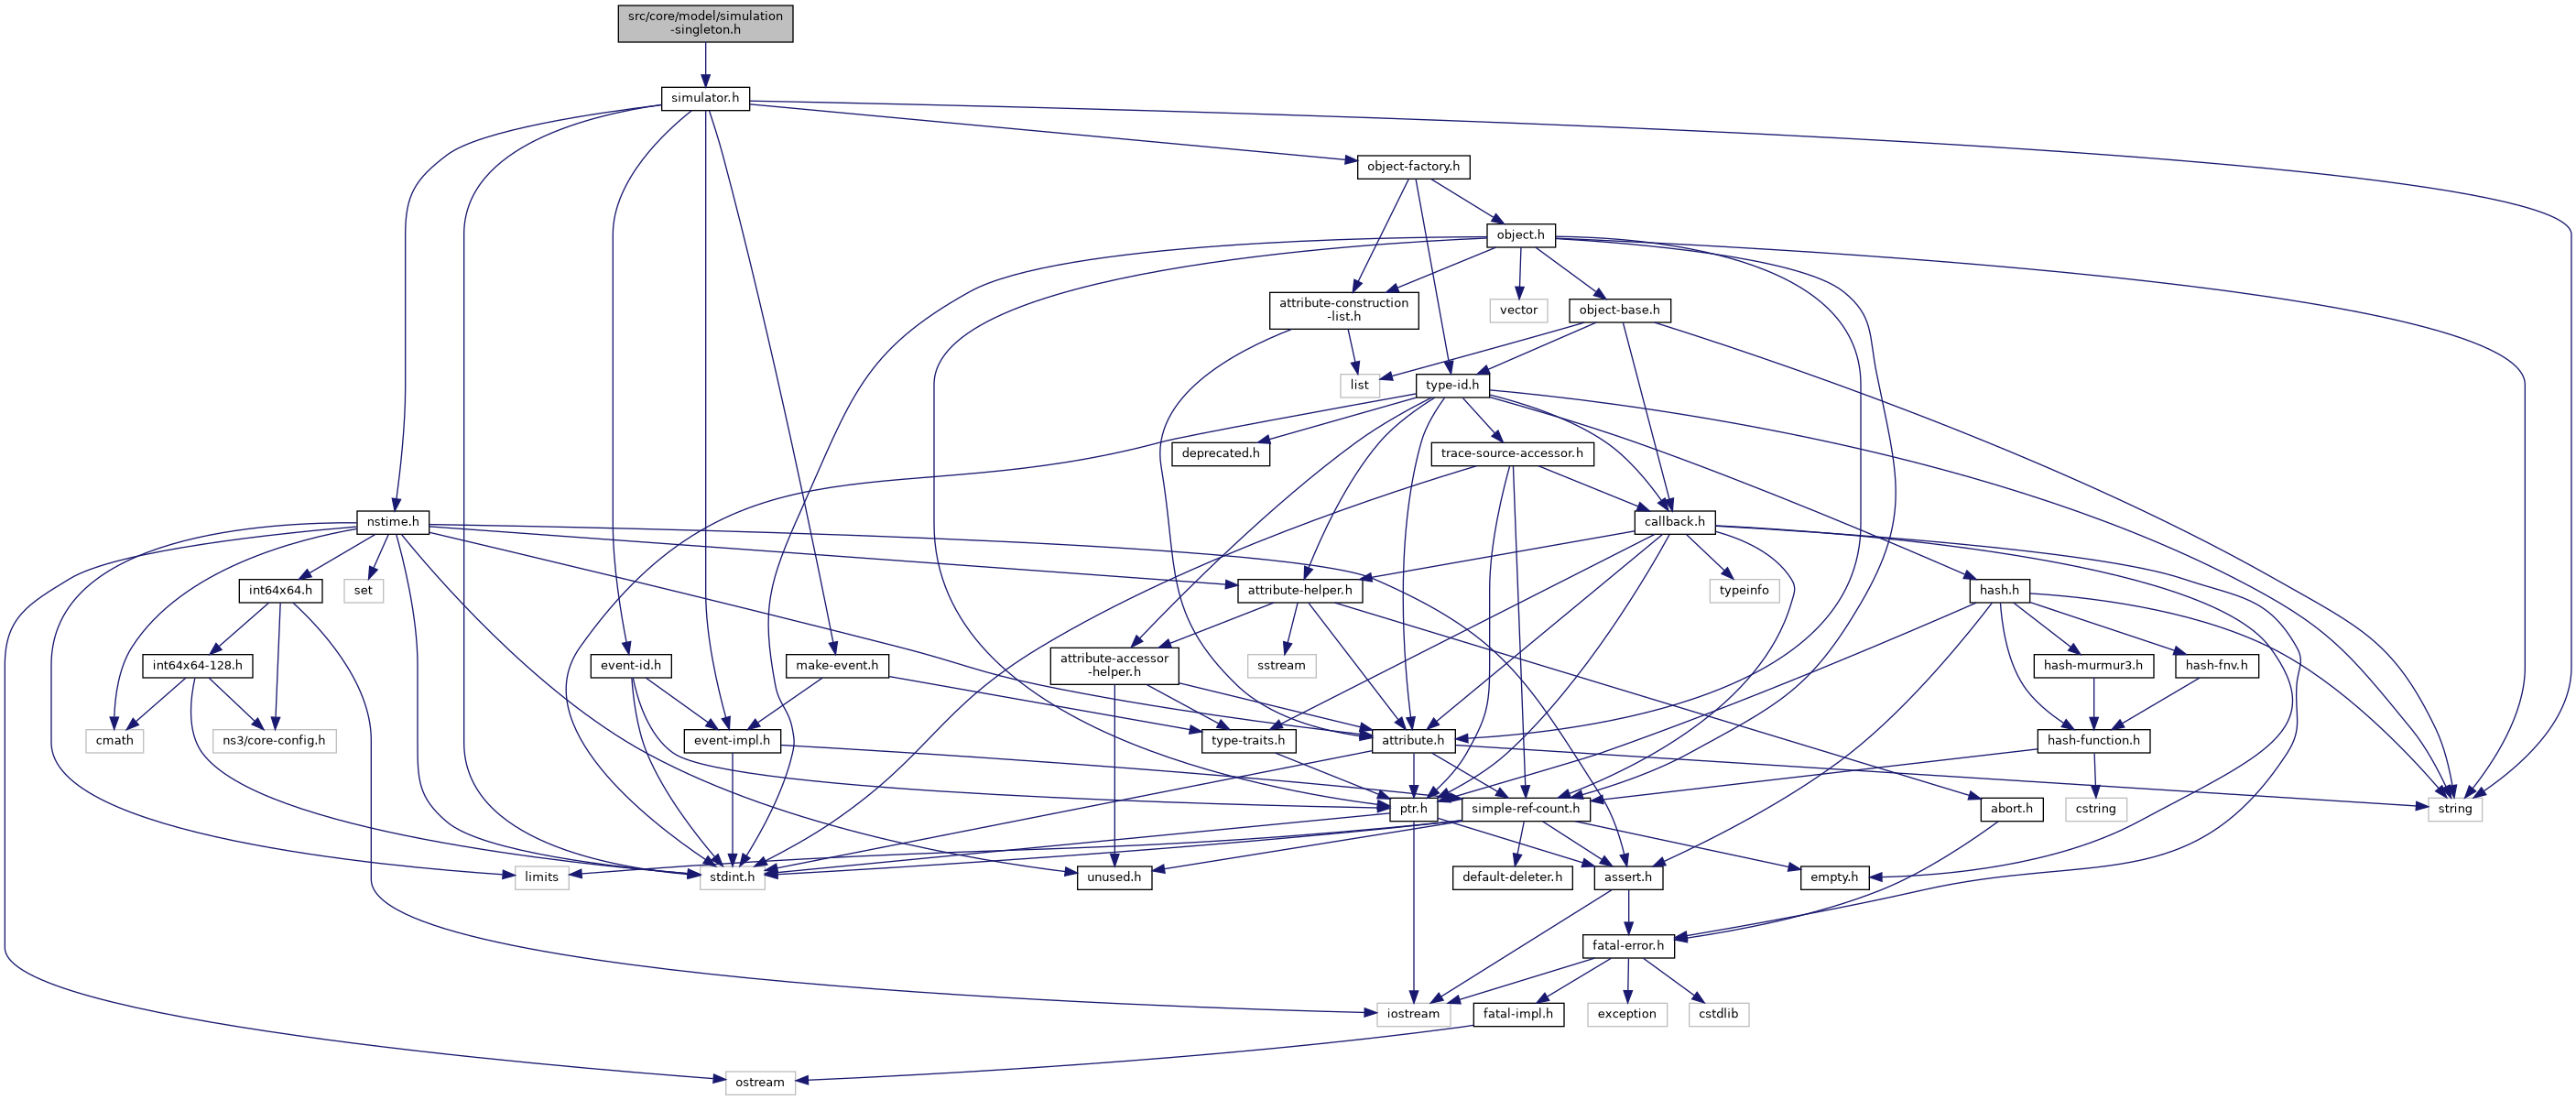 src/core/model/simulation
-singleton.h
simulator.h
object-factory.h
object.h
attribute-construction
-list.h
vector
object-base.h
list
type-id.h
deprecated.h
trace-source-accessor.h
nstime.h
callback.h
int64x64.h
set
attribute-helper.h
typeinfo
hash.h
int64x64-128.h
event-id.h
make-event.h
attribute-accessor
-helper.h
sstream
hash-murmur3.h
hash-fnv.h
cmath
ns3/core-config.h
event-impl.h
type-traits.h
attribute.h
hash-function.h
ptr.h
simple-ref-count.h
abort.h
cstring
string
limits
stdint.h
unused.h
default-deleter.h
assert.h
empty.h
fatal-error.h
iostream
fatal-impl.h
exception
cstdlib
ostream